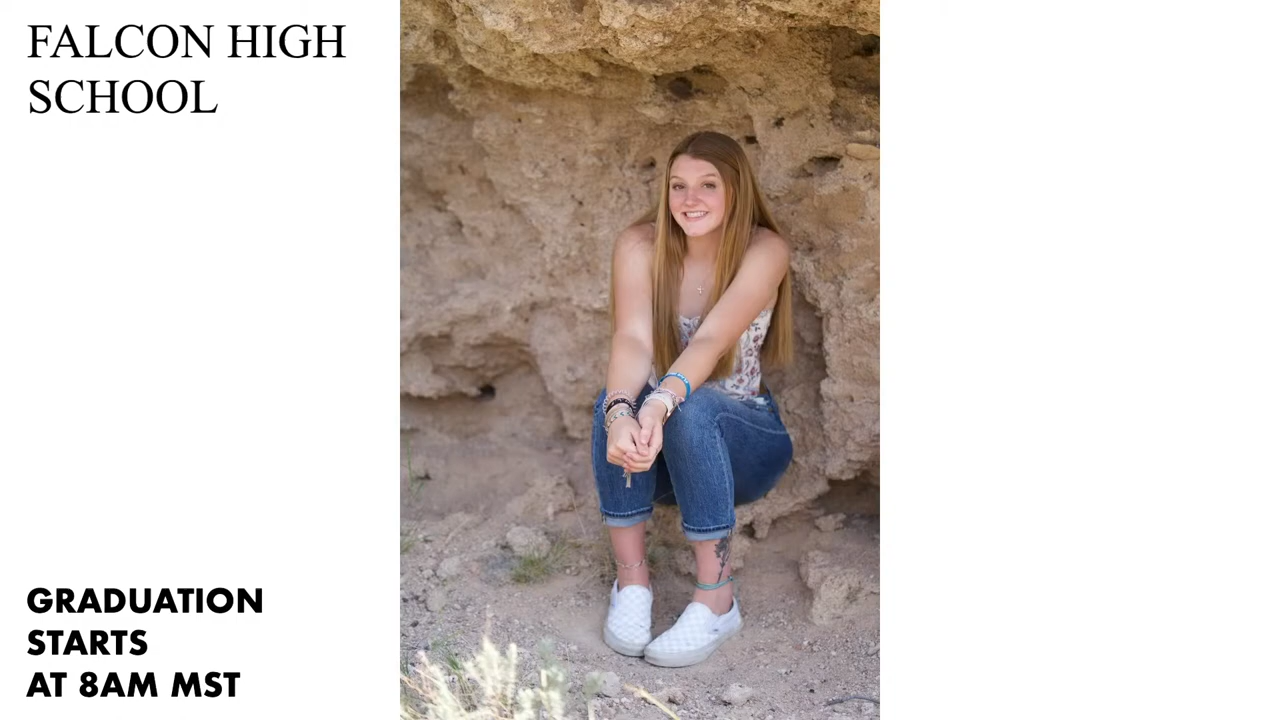 FALCON HIGH
SCHOOL
GRADUATION
STARTS
AT 8AM MST